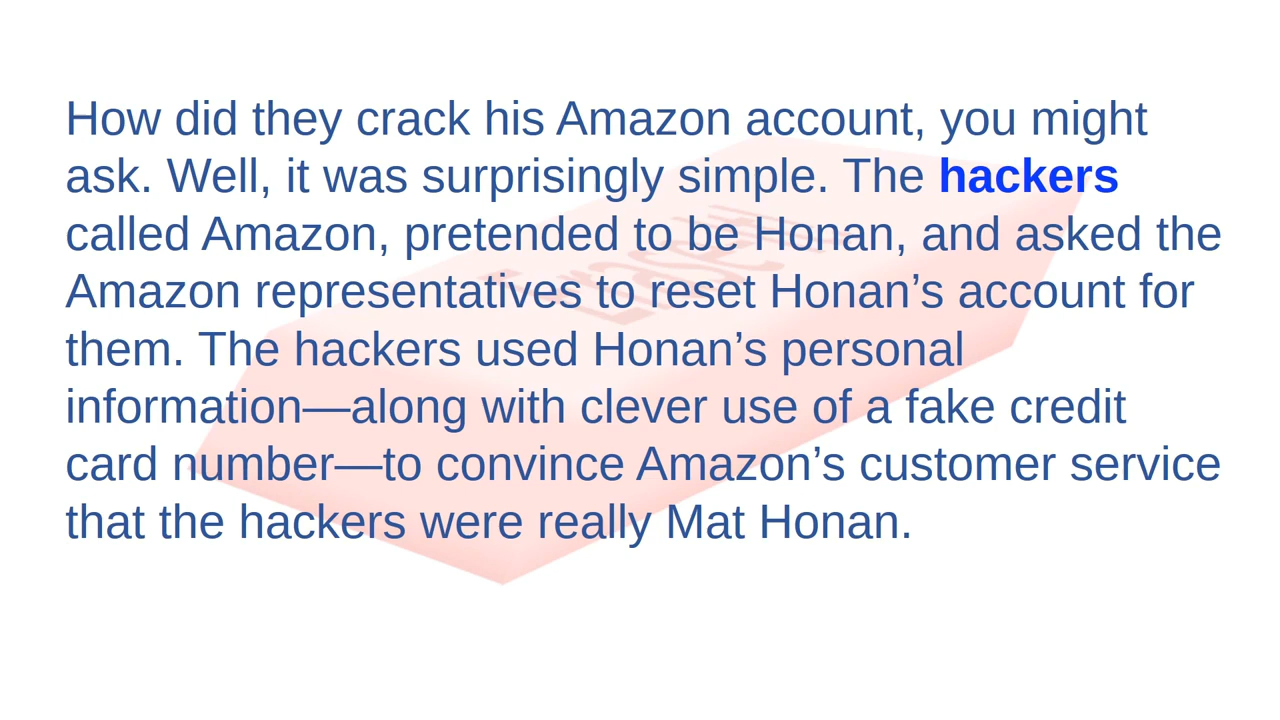 How did they crack his Amazon account, you might
ask. Well, it was surprisingly simple. The hackers
called Amazon, pretended to be Honan, and asked the
Amazon representatives to reset Honan’s account for
them. The hackers used Honan’s personal
information—along with clever use of a fake credit
card number—to convince Amazon’s customer service
that the hackers were really Mat Honan.